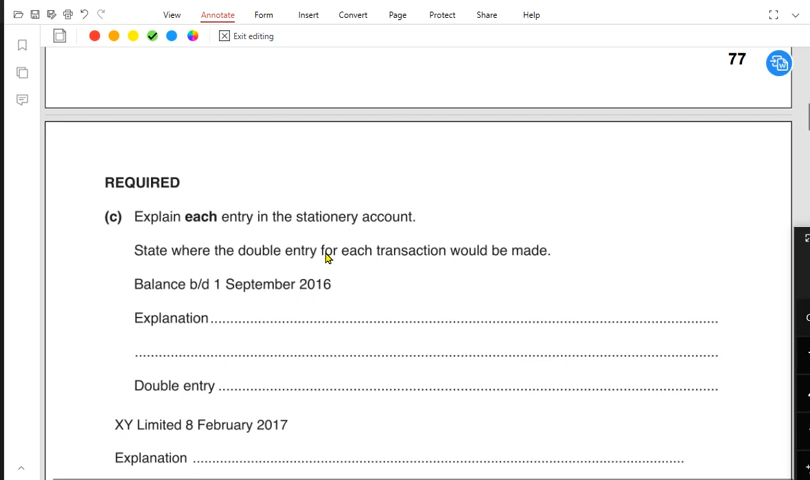 View Annotate Form Insert Convert Page Protect Share Help
Exit editing
77
REQUIRED
(c) Explain each entry in the stationery account.
State where the double entry for each transaction would be made.
Balance b/d 1 September 2016
Explanation ................................................................
................................................................
Double entry ................................................................
XY Limited 8 February 2017
Explanation ................................................................